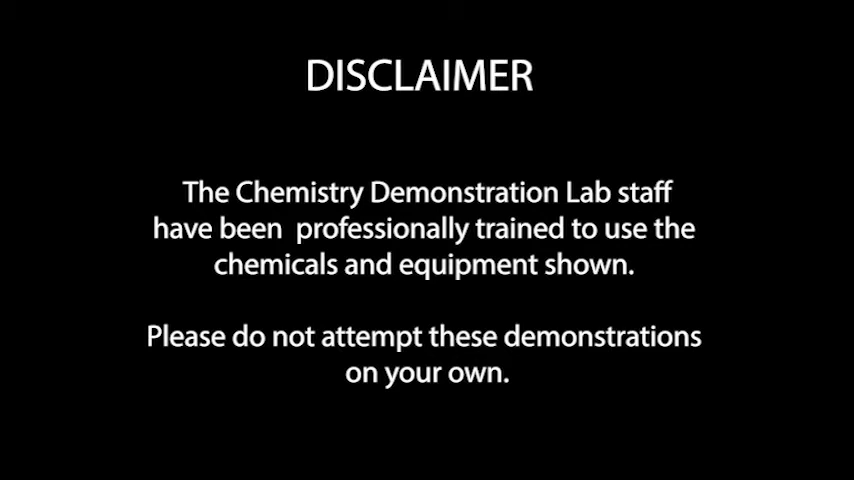 DISCLAIMER
The Chemistry Demonstration Lab staff
have been  professionally trained to use the
chemicals and equipment shown.
Please do not attempt these demonstrations
on your own.